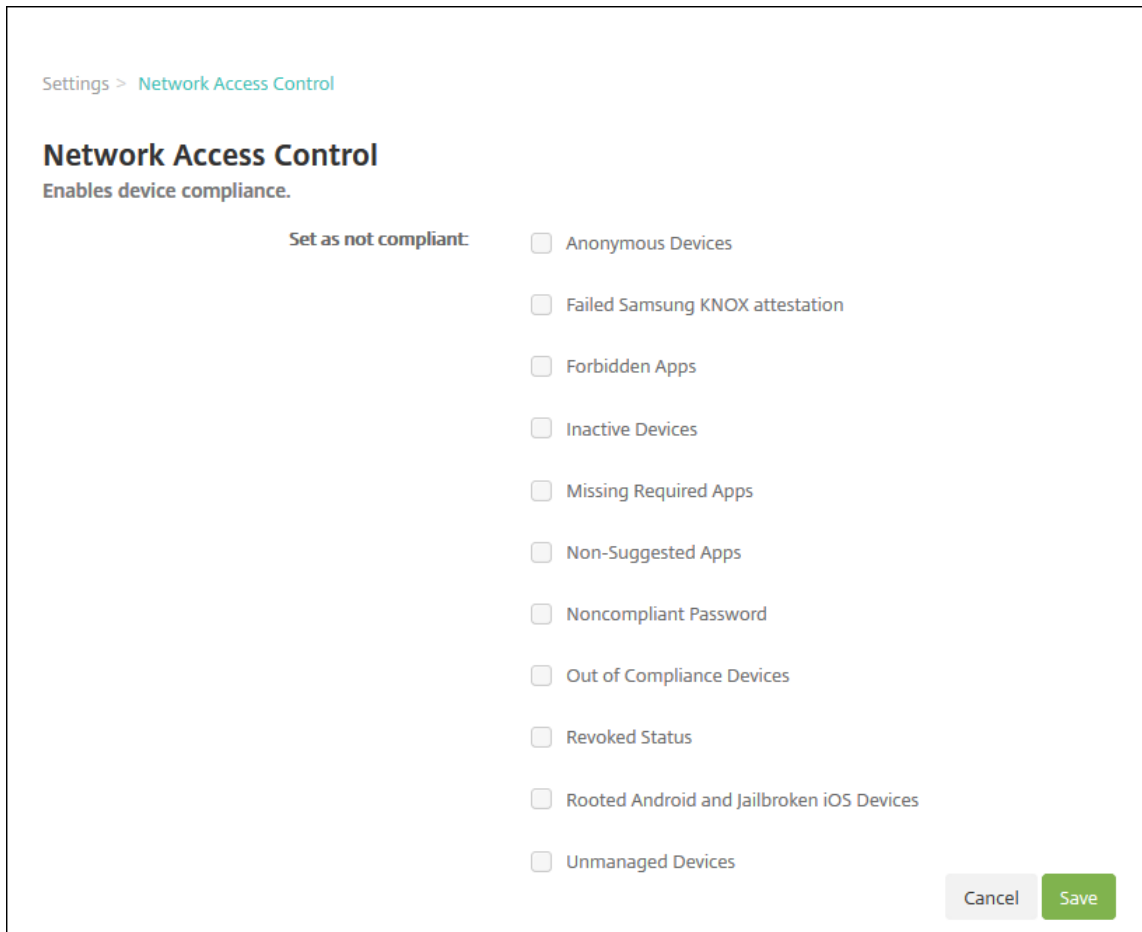 Settings > Network Access Control
Network Access Control
Enables device compliance.
Set as not compliant:
Anonymous Devices
Failed Samsung KNOX attestation
Forbidden Apps
Inactive Devices
Missing Required Apps
Non-Suggested Apps
Noncompliant Password
Out of Compliance Devices
Revoked Status
Rooted Android and Jailbroken iOS Devices
Unmanaged Devices
Cancel Save